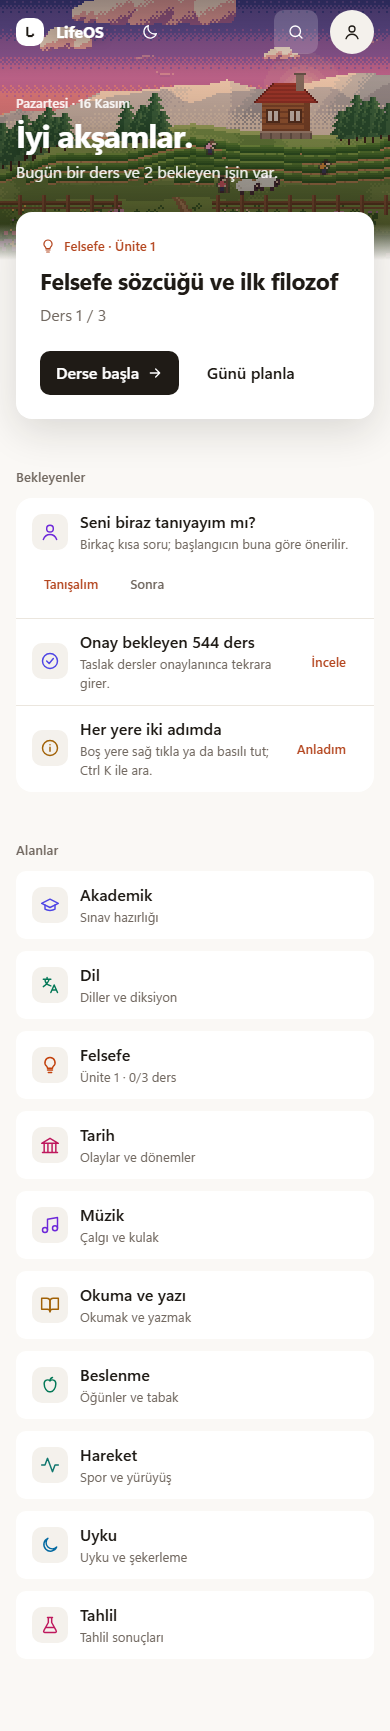 LifeOS
Pazartesi · 16 Kasım
İyi akşamlar.
Bugün bir ders ve 2 bekleyen işin var.
Felsefe · Ünite 1
Felsefe sözcüğü ve ilk filozof
Ders 1 / 3
Derse başla
Günü planla
Bekleyenler
Seni biraz tanıyayım mı?
Birkaç kısa soru; başlangıcın buna göre önerilir.
Tanışalım
Sonra
Onay bekleyen 544 ders
Taslak dersler onaylanınca tekrara
girer.
İncele
Her yere iki adımda
Boş yere sağ tıkla ya da basılı tut;
Ctrl K ile ara.
Anladım
Alanlar
Akademik
Sınav hazırlığı
Dil
Diller ve diksiyon
Felsefe
Ünite 1 · 0/3 ders
Tarih
Olaylar ve dönemler
Müzik
Çalgı ve kulak
Okuma ve yazı
Okumak ve yazmak
Beslenme
Öğünler ve tabak
Hareket
Spor ve yürüyüş
Uyku
Uyku ve şekerleme
Tahlil
Tahlil sonuçları